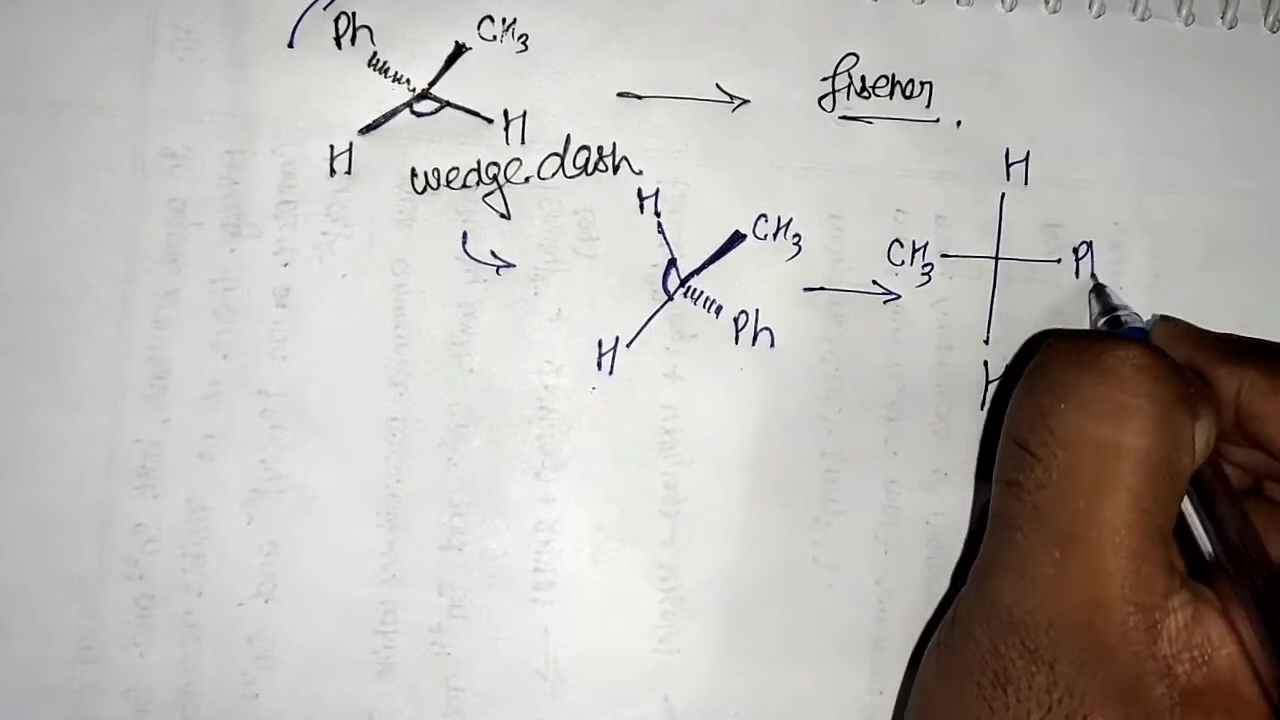 Ph CH3
H H
fischer.
wedge.dash
H
CH3
H
Ph
H
CH3 Ph
H